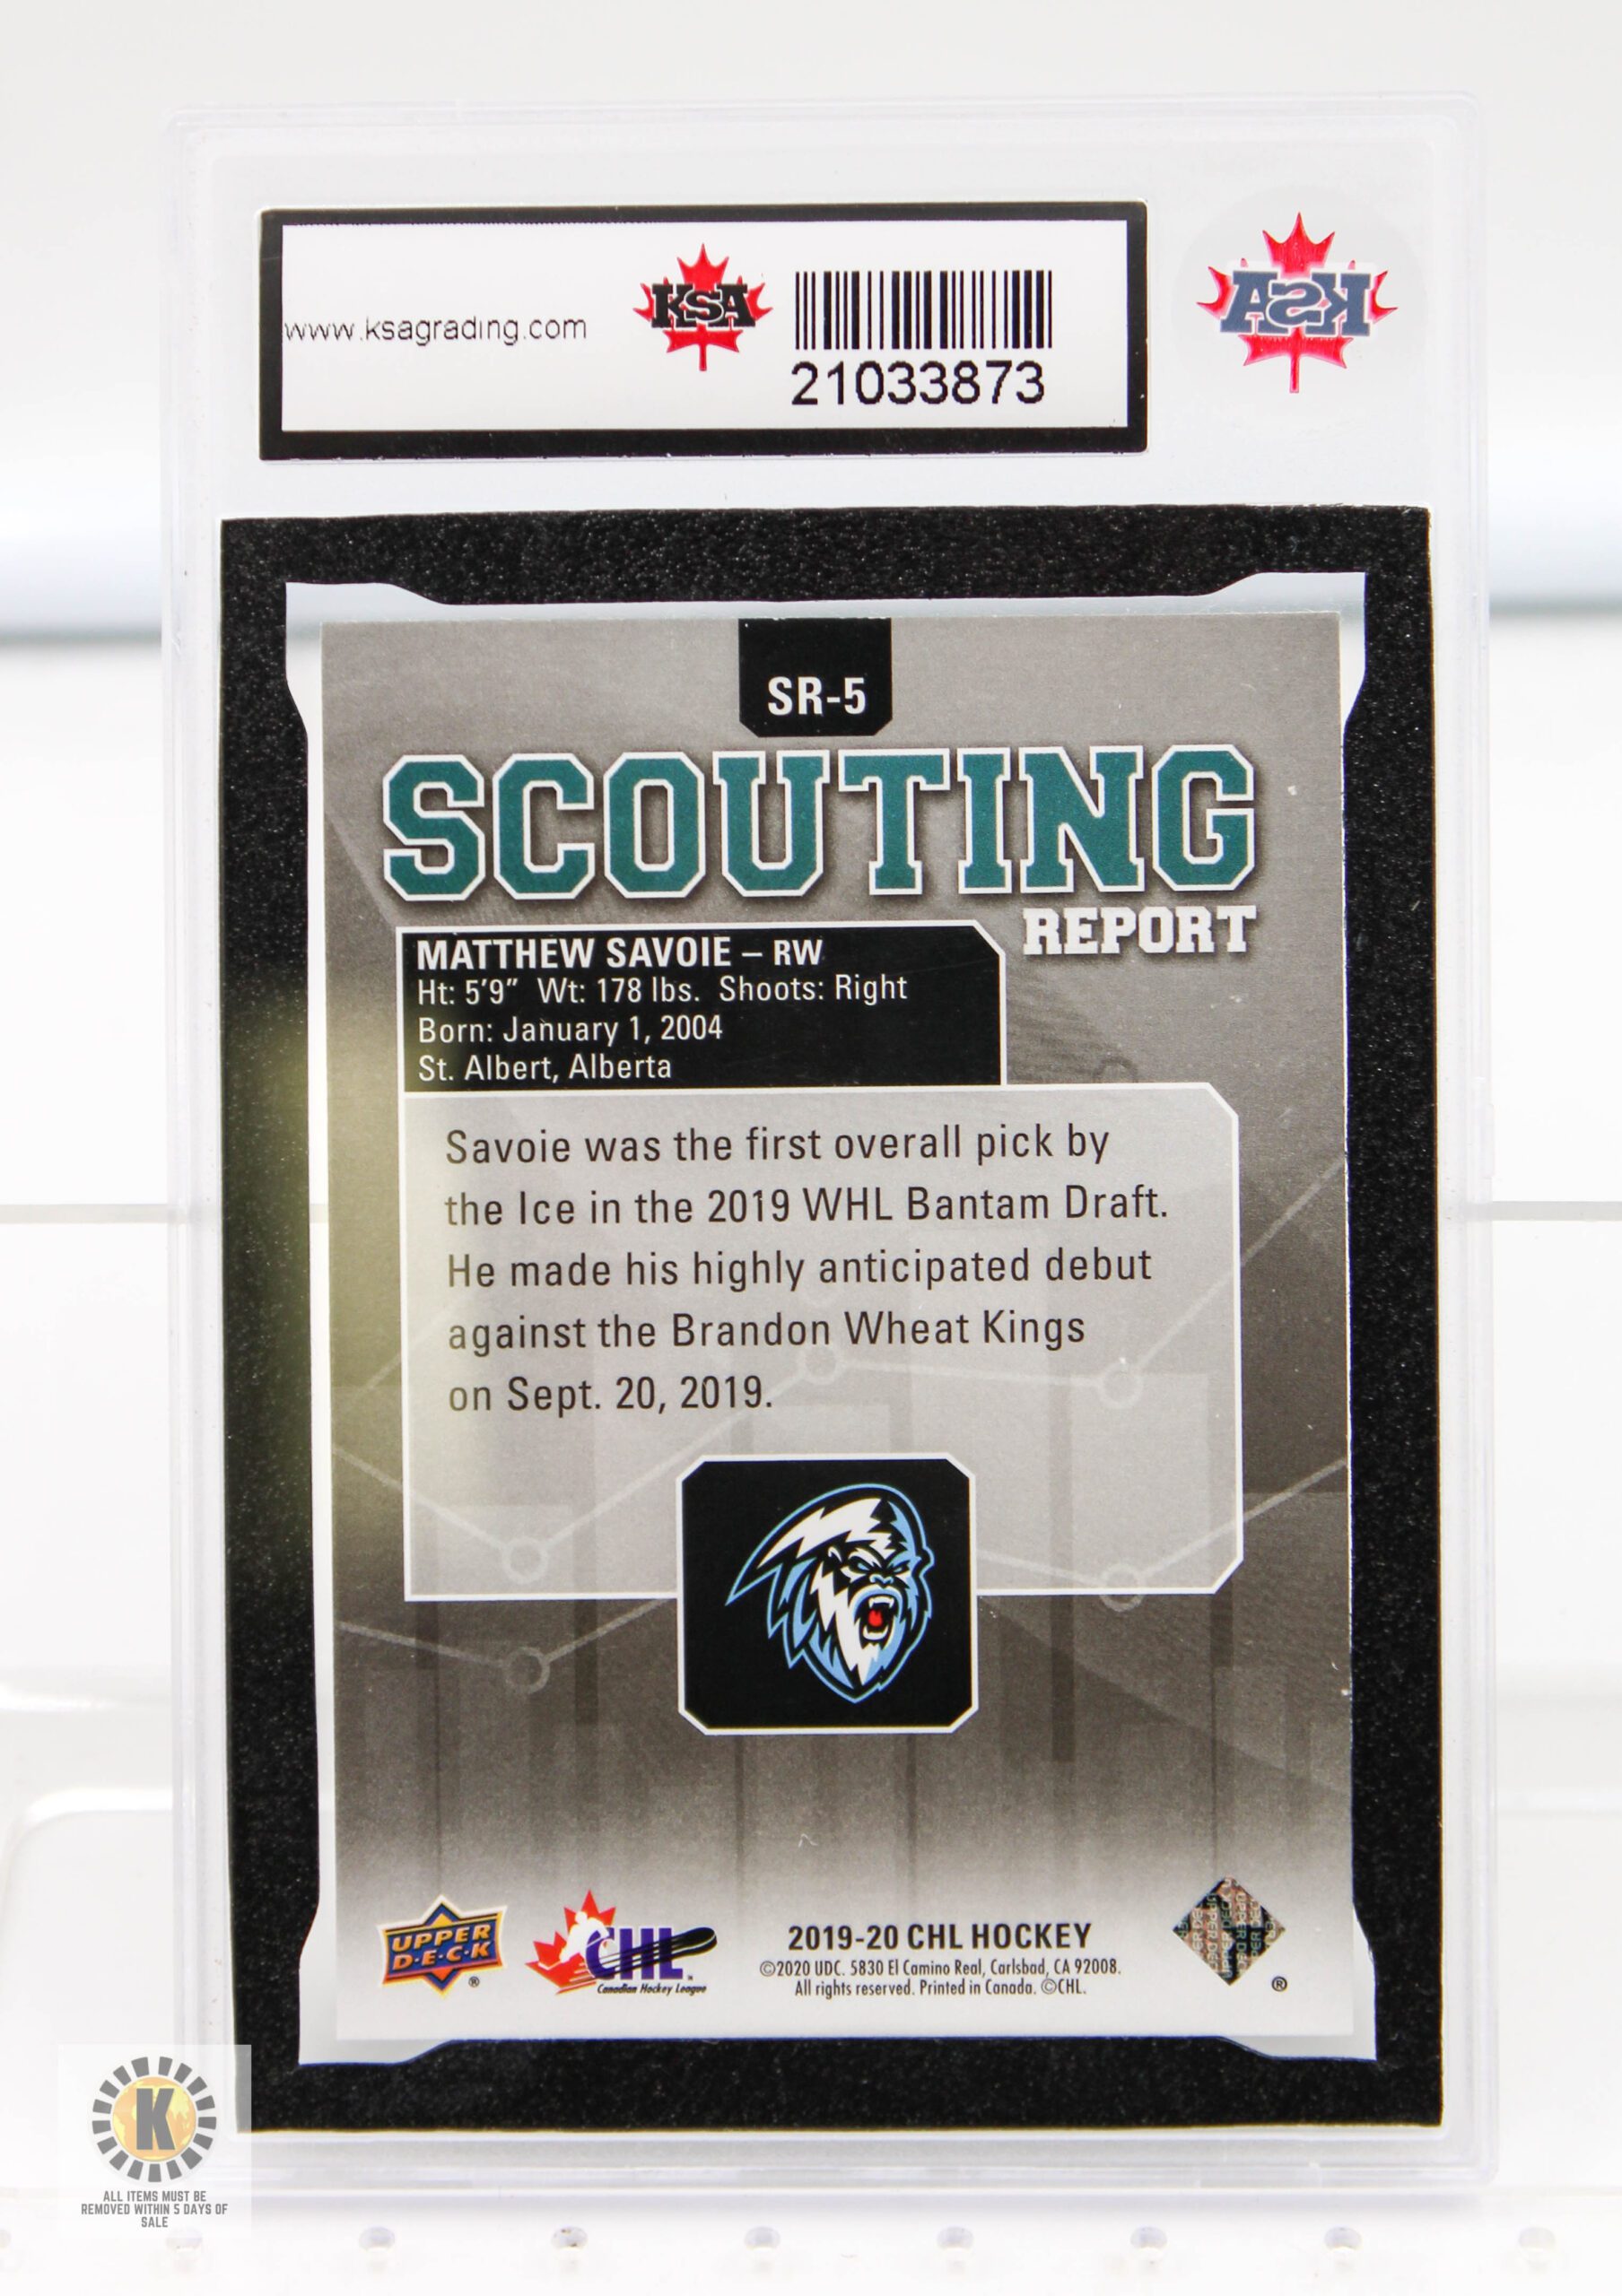 www.ksagrading.com
KSA
21033873
KSA
SR-5
SCOUTING
REPORT
MATTHEW SAVOIE – RW
Ht: 5'9" Wt: 178 lbs. Shoots: Right
Born: January 1, 2004
St. Albert, Alberta
Savoie was the first overall pick by
the Ice in the 2019 WHL Bantam Draft.
He made his highly anticipated debut
against the Brandon Wheat Kings
on Sept. 20, 2019.
UPPER
D·E·C·K
®
CHL
Canadian Hockey League
2019-20 CHL HOCKEY
©2020 UDC. 5830 El Camino Real, Carlsbad, CA 92008.
All rights reserved. Printed in Canada. ©CHL.
®
K
ALL ITEMS MUST BE
REMOVED WITHIN 5 DAYS OF
SALE